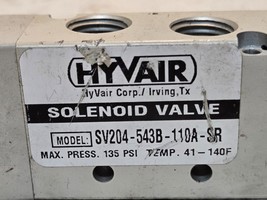 HYVAIR
HyVair Corp./ Irving,Tx
SOLENOID VALVE
MODEL: SV204-543B-110A-SR
MAX. PRESS. 135 PSI TEMP. 41-140F